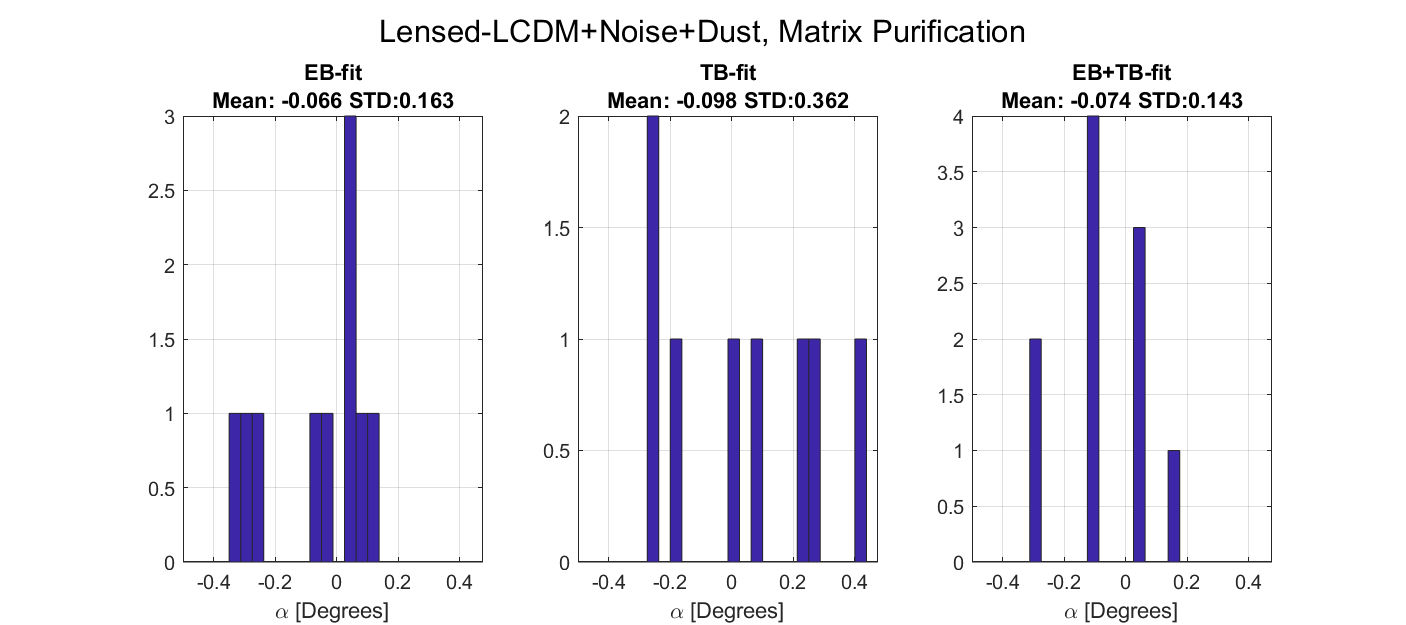 Lensed-LCDM+Noise+Dust, Matrix Purification
EB-fit
Mean: -0.066 STD:0.163
3
2.5
2
1.5
1
0.5
0
-0.4 -0.2 0 0.2 0.4
α [Degrees]
TB-fit
Mean: -0.098 STD:0.362
2
1.5
1
0.5
0
-0.4 -0.2 0 0.2 0.4
α [Degrees]
EB+TB-fit
Mean: -0.074 STD:0.143
4
3.5
3
2.5
2
1.5
1
0.5
0
-0.4 -0.2 0 0.2 0.4
α [Degrees]